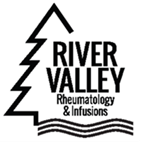 RIVER
VALLEY
Rheumatology
& Infusions